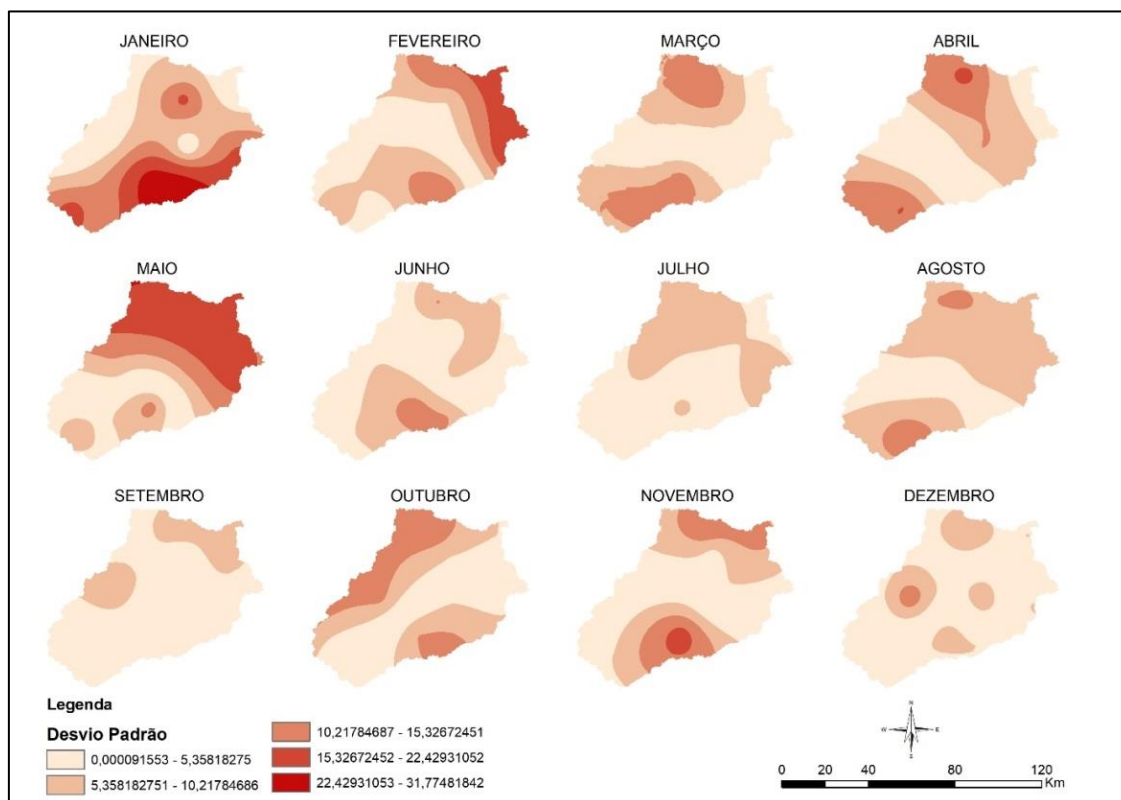 JANEIRO
FEVEREIRO
MARÇO
ABRIL
MAIO
JUNHO
JULHO
AGOSTO
SETEMBRO
OUTUBRO
NOVEMBRO
DEZEMBRO
Legenda
Desvio Padrão
0,000091553 - 5,35818275
5,358182751 - 10,21784686
10,21784687 - 15,32672451
15,32672452 - 22,42931052
22,42931053 - 31,77481842
N
W E
S
0 20 40 60 80 120
Km